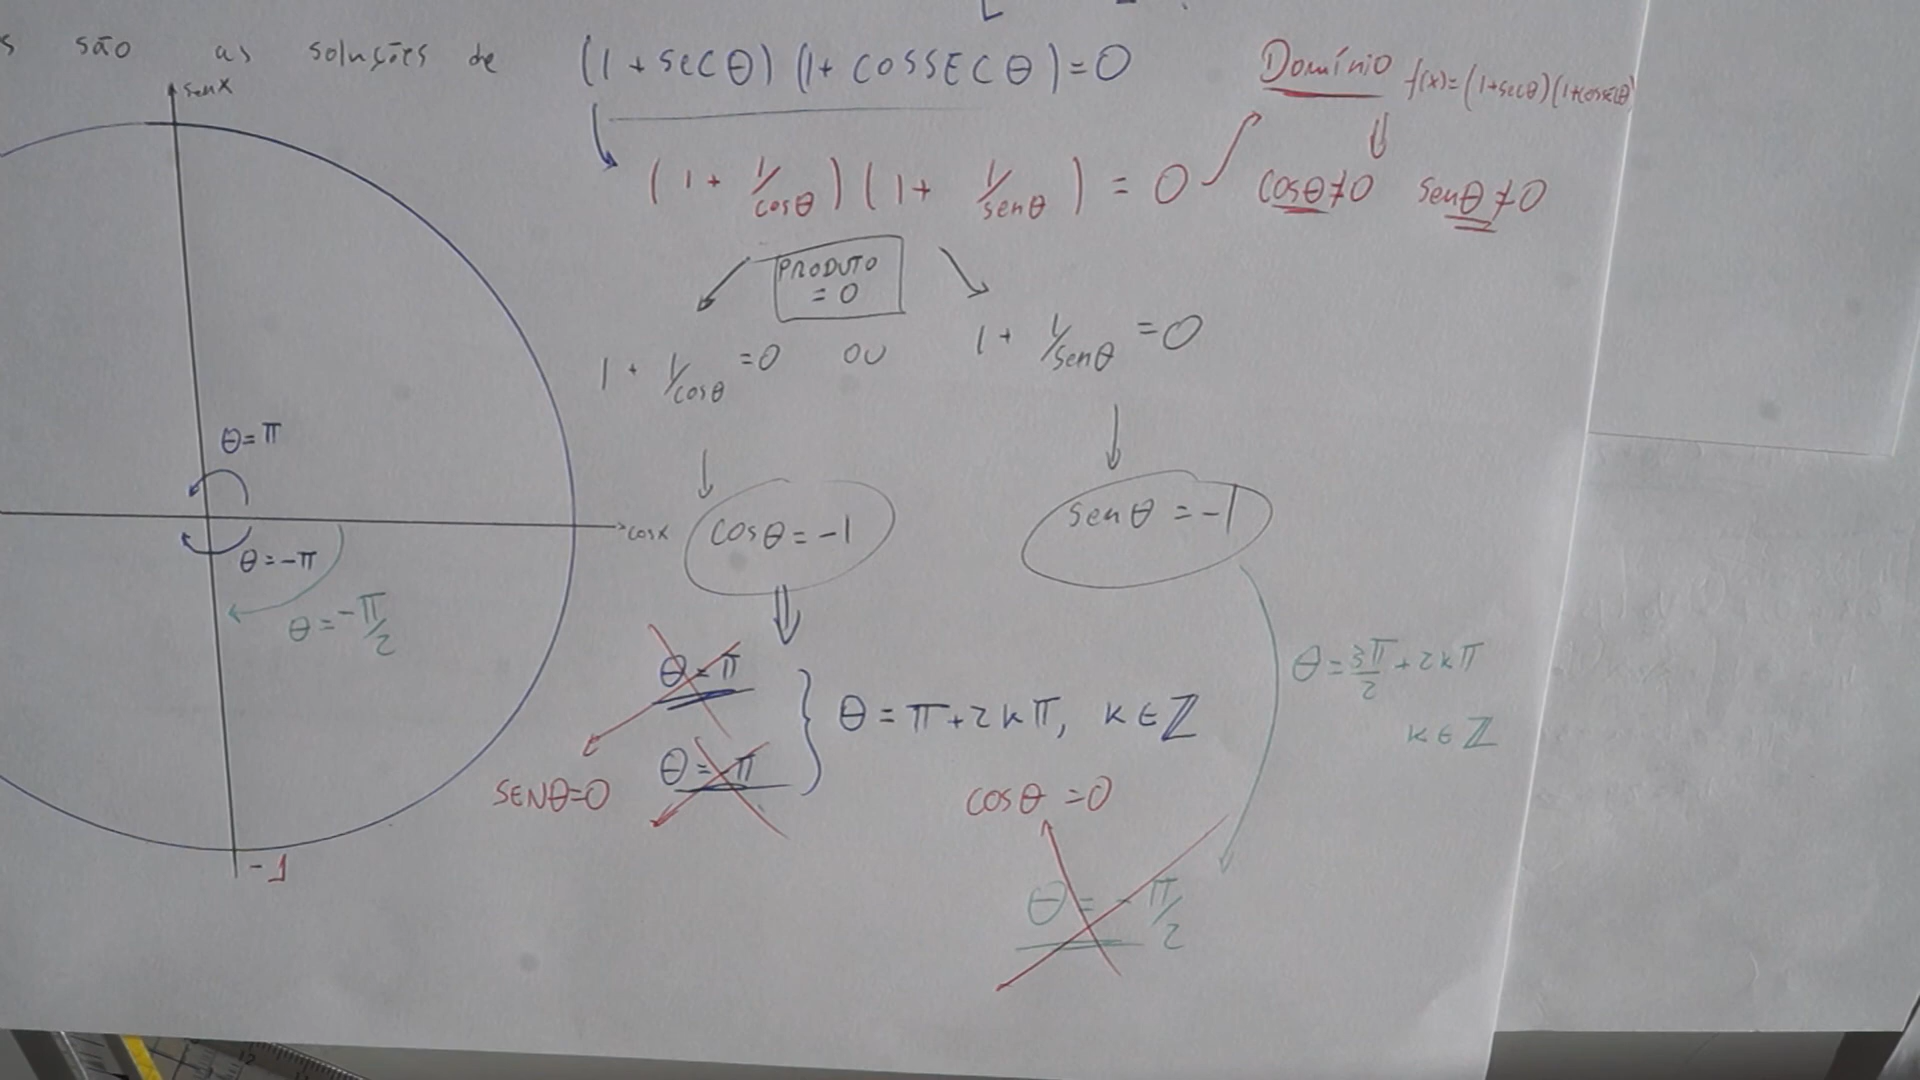 são as soluções de (1 + secθ) (1 + COSSECθ) = 0
Domínio f(x) = (1+secθ)(1+cossecθ)
senx
(1 + 1/cosθ) (1 + 1/senθ) = 0
cosθ ≠ 0 senθ ≠ 0
PRODUTO
= 0
1 + 1/cosθ = 0 OU 1 + 1/senθ = 0
θ = π
cosx
θ = -π
θ = -π/2
cosθ = -1 senθ = -1
θ = π
θ = -π
θ = π + 2kπ, k ∈ ℤ
θ = 3π/2 + 2kπ
k ∈ ℤ
SENθ=0
cosθ = 0
θ = -π/2
-1